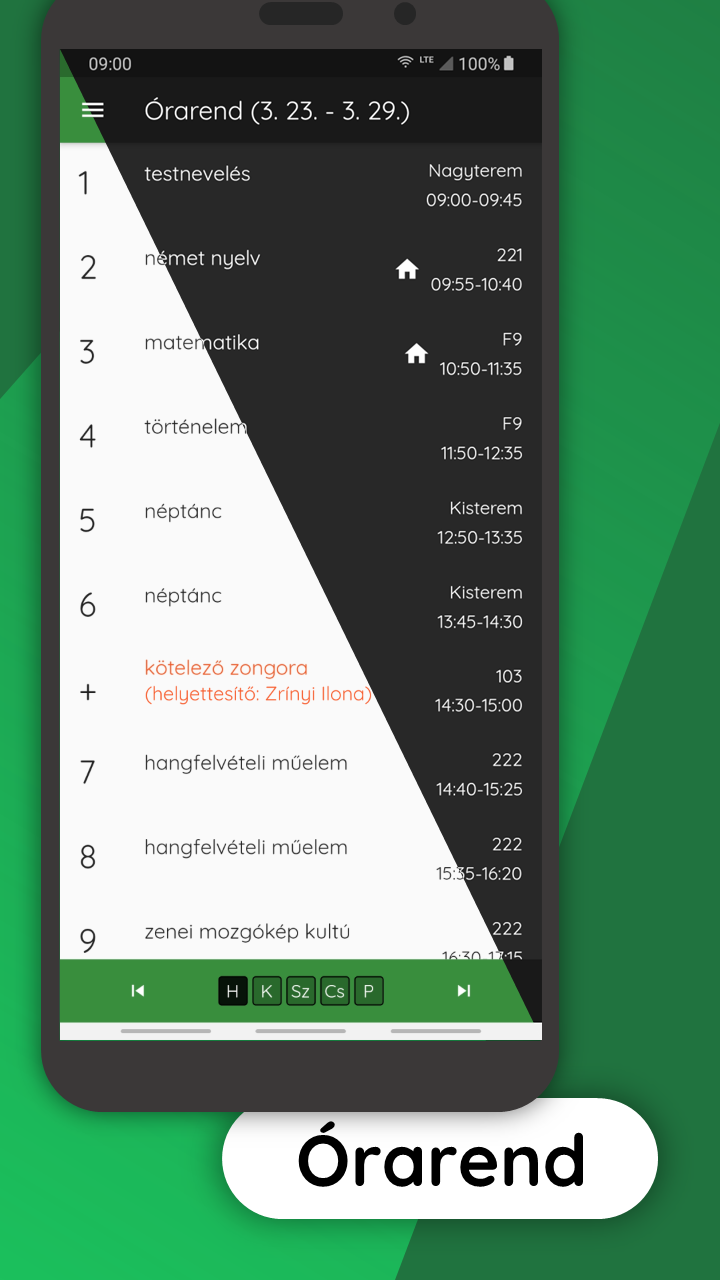 09:00 LTE 100%
Órarend (3. 23. - 3. 29.)
1 testnevelés Nagyterem
09:00-09:45
2 német nyelv 221
09:55-10:40
3 matematika F9
10:50-11:35
4 történelem F9
11:50-12:35
5 néptánc Kisterem
12:50-13:35
6 néptánc Kisterem
13:45-14:30
+ kötelező zongora 103
(helyettesítő: Zrínyi Ilona) 14:30-15:00
7 hangfelvételi műelem 222
14:40-15:25
8 hangfelvételi műelem 222
15:35-16:20
9 zenei mozgókép kultú 222
16:30-17:15
H K Sz Cs P
Órarend